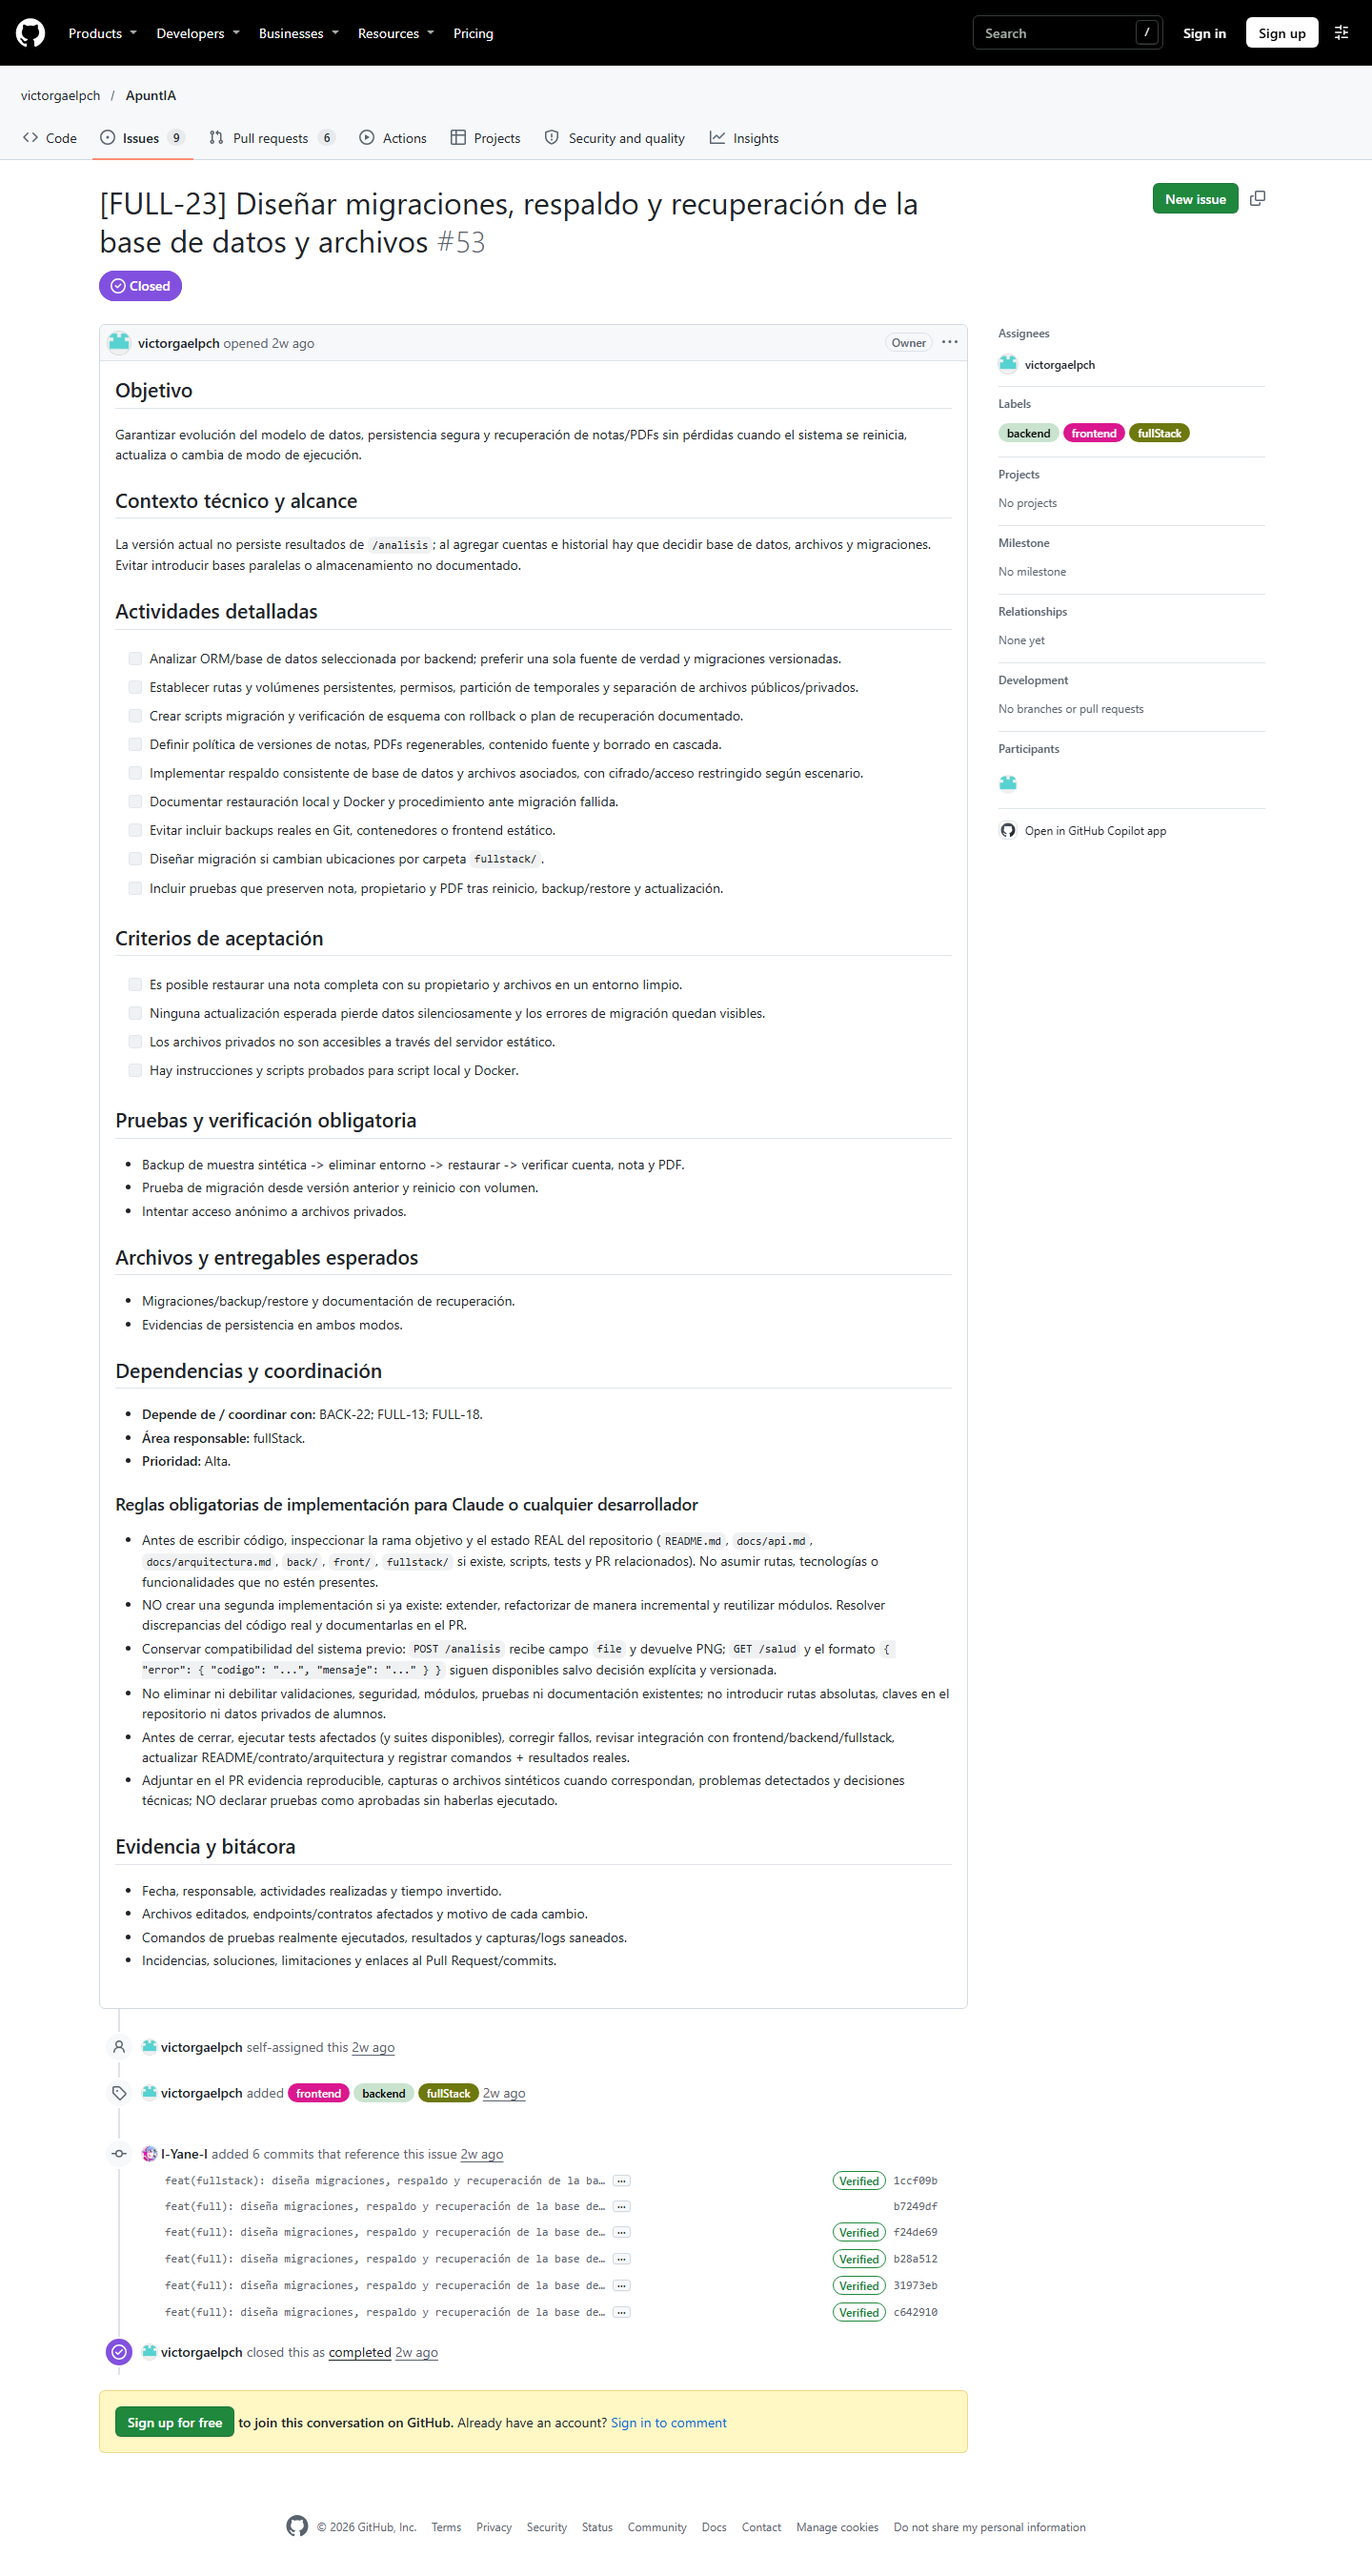 Products
Developers
Businesses
Resources
Pricing
Search
/
Sign in
Sign up
victorgaelpch / ApuntIA
Code
Issues 9
Pull requests 6
Actions
Projects
Security and quality
Insights
[FULL-23] Diseñar migraciones, respaldo y recuperación de la
base de datos y archivos #53
New issue
Closed
victorgaelpch opened 2w ago
Owner
Objetivo
Garantizar evolución del modelo de datos, persistencia segura y recuperación de notas/PDFs sin pérdidas cuando el sistema se reinicia,
actualiza o cambia de modo de ejecución.
Contexto técnico y alcance
La versión actual no persiste resultados de /analisis; al agregar cuentas e historial hay que decidir base de datos, archivos y migraciones.
Evitar introducir bases paralelas o almacenamiento no documentado.
Actividades detalladas
Analizar ORM/base de datos seleccionada por backend; preferir una sola fuente de verdad y migraciones versionadas.
Establecer rutas y volúmenes persistentes, permisos, partición de temporales y separación de archivos públicos/privados.
Crear scripts migración y verificación de esquema con rollback o plan de recuperación documentado.
Definir política de versiones de notas, PDFs regenerables, contenido fuente y borrado en cascada.
Implementar respaldo consistente de base de datos y archivos asociados, con cifrado/acceso restringido según escenario.
Documentar restauración local y Docker y procedimiento ante migración fallida.
Evitar incluir backups reales en Git, contenedores o frontend estático.
Diseñar migración si cambian ubicaciones por carpeta fullstack/.
Incluir pruebas que preserven nota, propietario y PDF tras reinicio, backup/restore y actualización.
Criterios de aceptación
Es posible restaurar una nota completa con su propietario y archivos en un entorno limpio.
Ninguna actualización esperada pierde datos silenciosamente y los errores de migración quedan visibles.
Los archivos privados no son accesibles a través del servidor estático.
Hay instrucciones y scripts probados para script local y Docker.
Pruebas y verificación obligatoria
Backup de muestra sintética -> eliminar entorno -> restaurar -> verificar cuenta, nota y PDF.
Prueba de migración desde versión anterior y reinicio con volumen.
Intentar acceso anónimo a archivos privados.
Archivos y entregables esperados
Migraciones/backup/restore y documentación de recuperación.
Evidencias de persistencia en ambos modos.
Dependencias y coordinación
Depende de / coordinar con: BACK-22; FULL-13; FULL-18.
Área responsable: fullStack.
Prioridad: Alta.
Reglas obligatorias de implementación para Claude o cualquier desarrollador
Antes de escribir código, inspeccionar la rama objetivo y el estado REAL del repositorio ( README.md, docs/api.md,
docs/arquitectura.md, back/, front/, fullstack/ si existe, scripts, tests y PR relacionados). No asumir rutas, tecnologías o
funcionalidades que no estén presentes.
NO crear una segunda implementación si ya existe: extender, refactorizar de manera incremental y reutilizar módulos. Resolver
discrepancias del código real y documentarlas en el PR.
Conservar compatibilidad del sistema previo: POST /analisis recibe campo file y devuelve PNG; GET /salud y el formato {
"error": { "codigo": "...", "mensaje": "..." } } siguen disponibles salvo decisión explícita y versionada.
No eliminar ni debilitar validaciones, seguridad, módulos, pruebas ni documentación existentes; no introducir rutas absolutas, claves en el
repositorio ni datos privados de alumnos.
Antes de cerrar, ejecutar tests afectados (y suites disponibles), corregir fallos, revisar integración con frontend/backend/fullstack,
actualizar README/contrato/arquitectura y registrar comandos + resultados reales.
Adjuntar en el PR evidencia reproducible, capturas o archivos sintéticos cuando correspondan, problemas detectados y decisiones
técnicas; NO declarar pruebas como aprobadas sin haberlas ejecutado.
Evidencia y bitácora
Fecha, responsable, actividades realizadas y tiempo invertido.
Archivos editados, endpoints/contratos afectados y motivo de cada cambio.
Comandos de pruebas realmente ejecutados, resultados y capturas/logs saneados.
Incidencias, soluciones, limitaciones y enlaces al Pull Request/commits.
victorgaelpch self-assigned this 2w ago
victorgaelpch added frontend backend fullStack 2w ago
I-Yane-I added 6 commits that reference this issue 2w ago
feat(fullstack): diseña migraciones, respaldo y recuperación de la ba… ... Verified 1ccf09b
feat(full): diseña migraciones, respaldo y recuperación de la base de… ... b7249df
feat(full): diseña migraciones, respaldo y recuperación de la base de… ... Verified f24de69
feat(full): diseña migraciones, respaldo y recuperación de la base de… ... Verified b28a512
feat(full): diseña migraciones, respaldo y recuperación de la base de… ... Verified 31973eb
feat(full): diseña migraciones, respaldo y recuperación de la base de… ... Verified c642910
victorgaelpch closed this as completed 2w ago
Sign up for free to join this conversation on GitHub. Already have an account? Sign in to comment
Assignees
victorgaelpch
Labels
backend frontend fullStack
Projects
No projects
Milestone
No milestone
Relationships
None yet
Development
No branches or pull requests
Participants
Open in GitHub Copilot app
© 2026 GitHub, Inc.
Terms
Privacy
Security
Status
Community
Docs
Contact
Manage cookies
Do not share my personal information